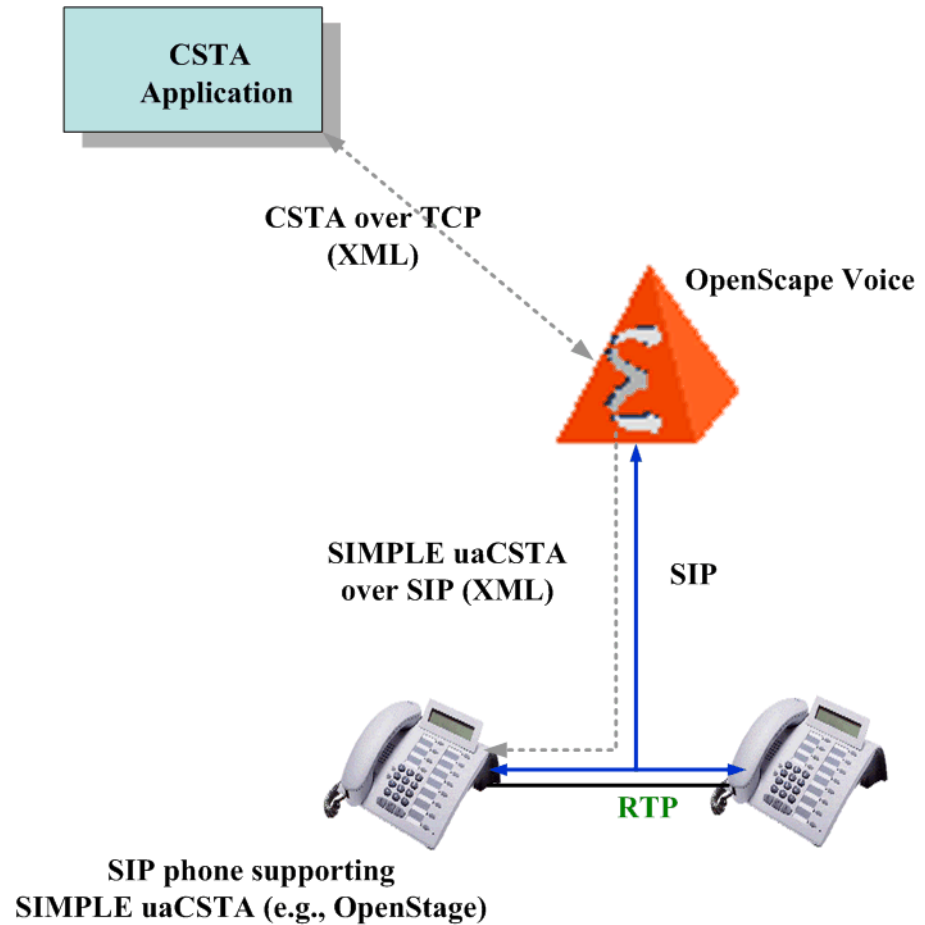 CSTA
Application
CSTA over TCP
(XML)
OpenScape Voice
SIMPLE uaCSTA
over SIP (XML)
SIP
RTP
SIP phone supporting
SIMPLE uaCSTA (e.g., OpenStage)